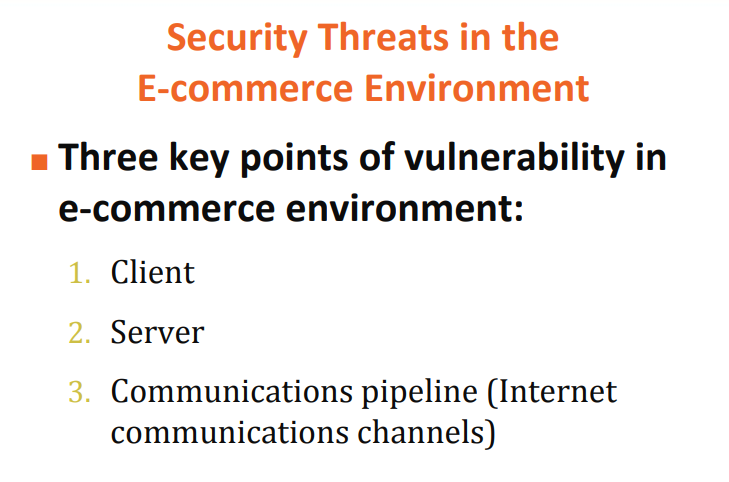 Security Threats in the
E-commerce Environment
■ Three key points of vulnerability in
e-commerce environment:
1. Client
2. Server
3. Communications pipeline (Internet
communications channels)